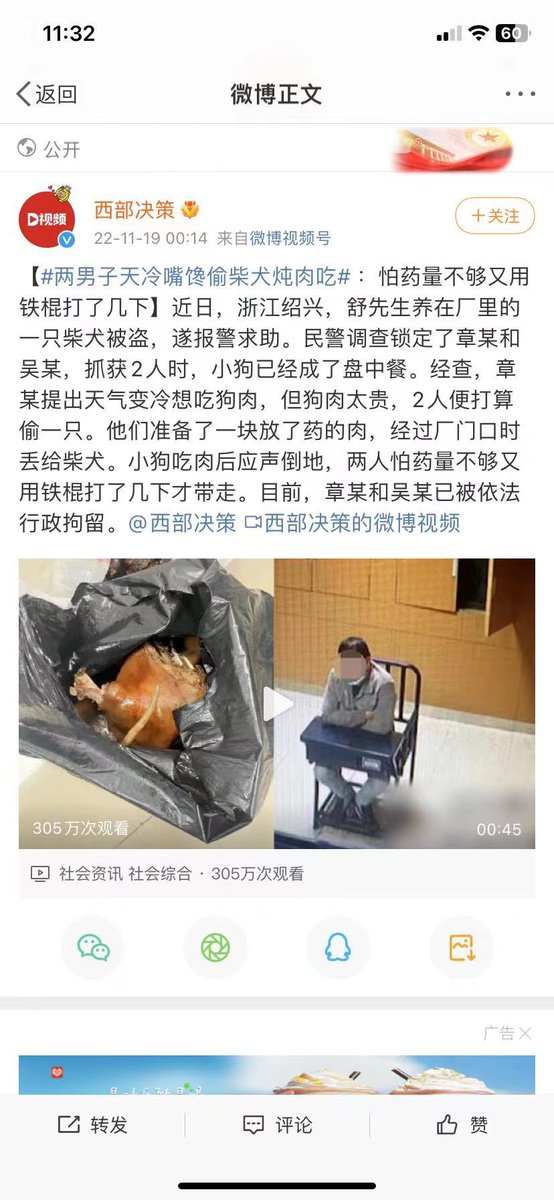 11:32
60
返回
微博正文
公开
D视频
西部决策
+关注
22-11-19 00:14 来自微博视频号
【#两男子天冷嘴馋偷柴犬炖肉吃#：怕药量不够又用
铁棍打了几下】近日，浙江绍兴，舒先生养在厂里的
一只柴犬被盗，遂报警求助。民警调查锁定了章某和
吴某，抓获2人时，小狗已经成了盘中餐。经查，章
某提出天气变冷想吃狗肉，但狗肉太贵，2人便打算
偷一只。他们准备了一块放了药的肉，经过厂门口时
丢给柴犬。小狗吃肉后应声倒地，两人怕药量不够又
用铁棍打了几下才带走。目前，章某和吴某已被依法
行政拘留。@西部决策 西部决策的微博视频
305万次观看
00:45
社会资讯 社会综合 · 305万次观看
广告
转发
评论
赞